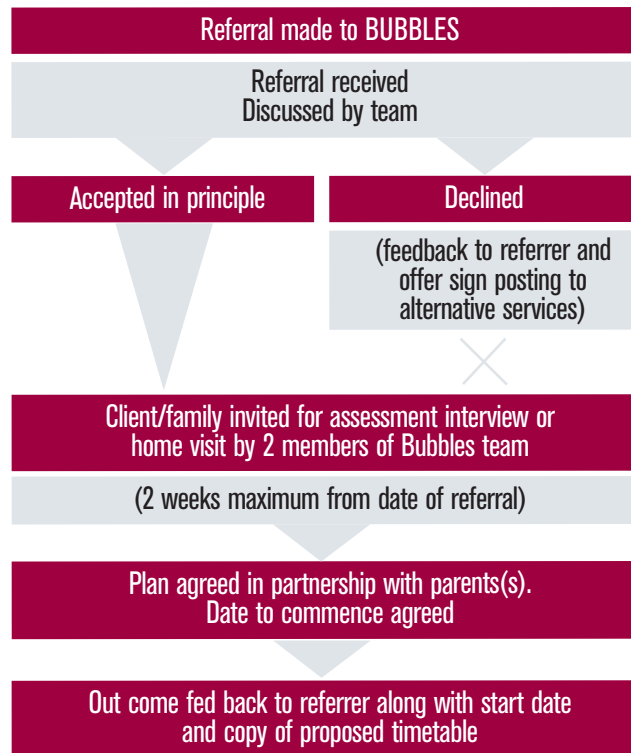 Referral made to BUBBLES
Referral received
Discussed by team
Accepted in principle
Declined
(feedback to referrer and
offer sign posting to
alternative services)
Client/family invited for assessment interview or
home visit by 2 members of Bubbles team
(2 weeks maximum from date of referral)
Plan agreed in partnership with parents(s).
Date to commence agreed
Out come fed back to referrer along with start date
and copy of proposed timetable